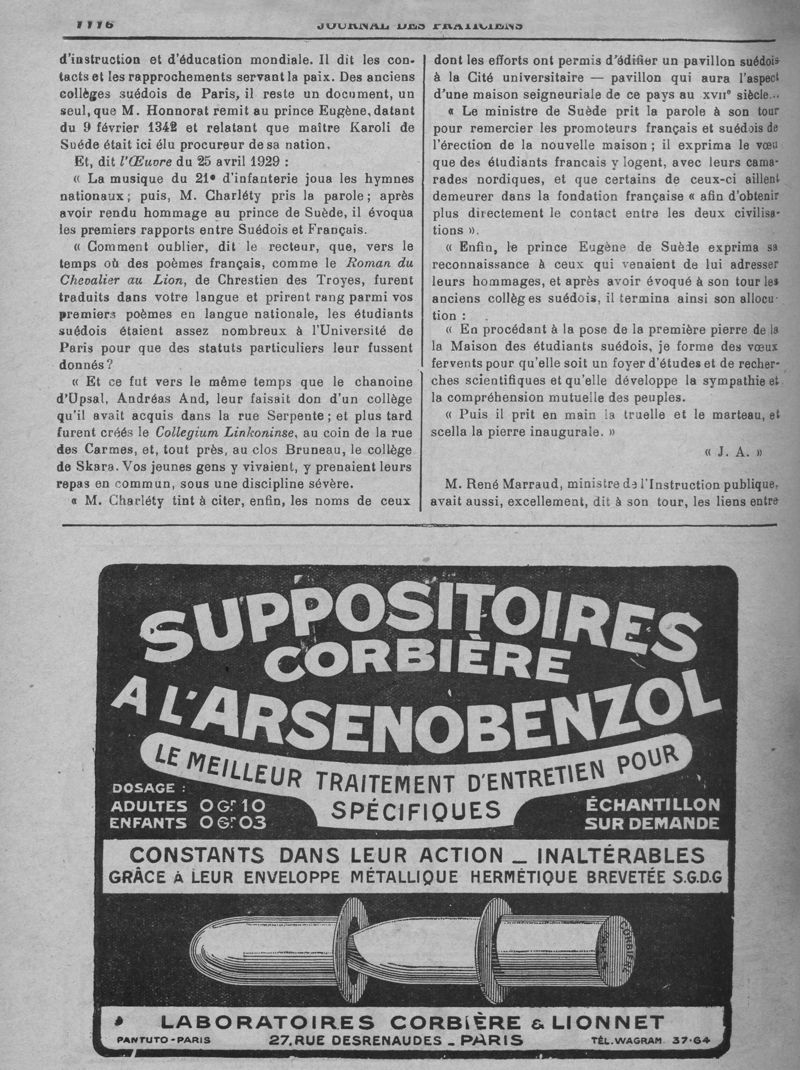 JOURNAL DES PRATICIENS
d'instruction et d'éducation mondiale. Il dit les con-
tacts et les rapprochements servant la paix. Des anciens
collèges suédois de Paris, il reste un document, un
seul, que M. Honnorat remit au prince Eugène, datant
du 9 février 1342 et relatant que maître Karoli de
Suède était ici élu procureur de sa nation.
Et, dit l'Œuvre du 25 avril 1929 :
« La musique du 21e d'infanterie joua les hymnes
nationaux ; puis, M. Charléty pris la parole ; après
avoir rendu hommage au prince de Suède, il évoqua
les premiers rapports entre Suédois et Français.
« Comment oublier, dit le recteur, que, vers le
temps où des poèmes français, comme le Roman du
Chevalier au Lion, de Chrestien des Troyes, furent
traduits dans votre langue et prirent rang parmi vos
premiers poèmes en langue nationale, les étudiants
suédois étaient assez nombreux à l'Université de
Paris pour que des statuts particuliers leur fussent
donnés ?
« Et ce fut vers le même temps que le chanoine
d'Upsal, Andréas And, leur faisait don d'un collège
qu'il avait acquis dans la rue Serpente ; et plus tard
furent créés le Collegium Linkoninse, au coin de la rue
des Carmes, et, tout près, au clos Bruneau, le collège
de Skara. Vos jeunes gens y vivaient, y prenaient leurs
repas en commun, sous une discipline sévère.
« M. Charléty tint à citer, enfin, les noms de ceux
dont les efforts ont permis d'édifier un pavillon suédois
à la Cité universitaire — pavillon qui aura l'aspect
d'une maison seigneuriale de ce pays au XVIIe siècle...
« Le ministre de Suède prit la parole à son tour
pour remercier les promoteurs français et suédois de
l'érection de la nouvelle maison ; il exprima le vœu
que des étudiants francais y logent, avec leurs cama-
rades nordiques, et que certains de ceux-ci aillent
demeurer dans la fondation française « afin d'obtenir
plus directement le contact entre les deux civilisa-
tions ».
« Enfin, le prince Eugène de Suède exprima sa
reconnaissance à ceux qui venaient de lui adresser
leurs hommages, et après avoir évoqué à son tour les
anciens collèges suédois, il termina ainsi son allocu-
tion :
« En procédant à la pose de la première pierre de la
la Maison des étudiants suédois, je forme des vœux
fervents pour qu'elle soit un foyer d'études et de recher-
ches scientifiques et qu'elle développe la sympathie et
la compréhension mutuelle des peuples.
« Puis il prit en main la truelle et le marteau, et
scella la pierre inaugurale. »
« J. A. »
M. René Marraud, ministre de l'Instruction publique,
avait aussi, excellement, dit à son tour, les liens entre
SUPPOSITOIRES
CORBIÈRE
A L'ARSENOBENZOL
LE MEILLEUR TRAITEMENT D'ENTRETIEN POUR
SPÉCIFIQUES
DOSAGE :
ADULTES 0 Gr 10
ENFANTS 0 Gr 03
ÉCHANTILLON
SUR DEMANDE
CONSTANTS DANS LEUR ACTION _ INALTÉRABLES
GRÂCE A LEUR ENVELOPPE MÉTALLIQUE HERMÉTIQUE BREVETÉE S.G.D.G
CORBIERE
PARIS
LABORATOIRES CORBIÈRE & LIONNET
PANTUTO - PARIS 27, RUE DESRENAUDES _ PARIS TÉL. WAGRAM 37-64